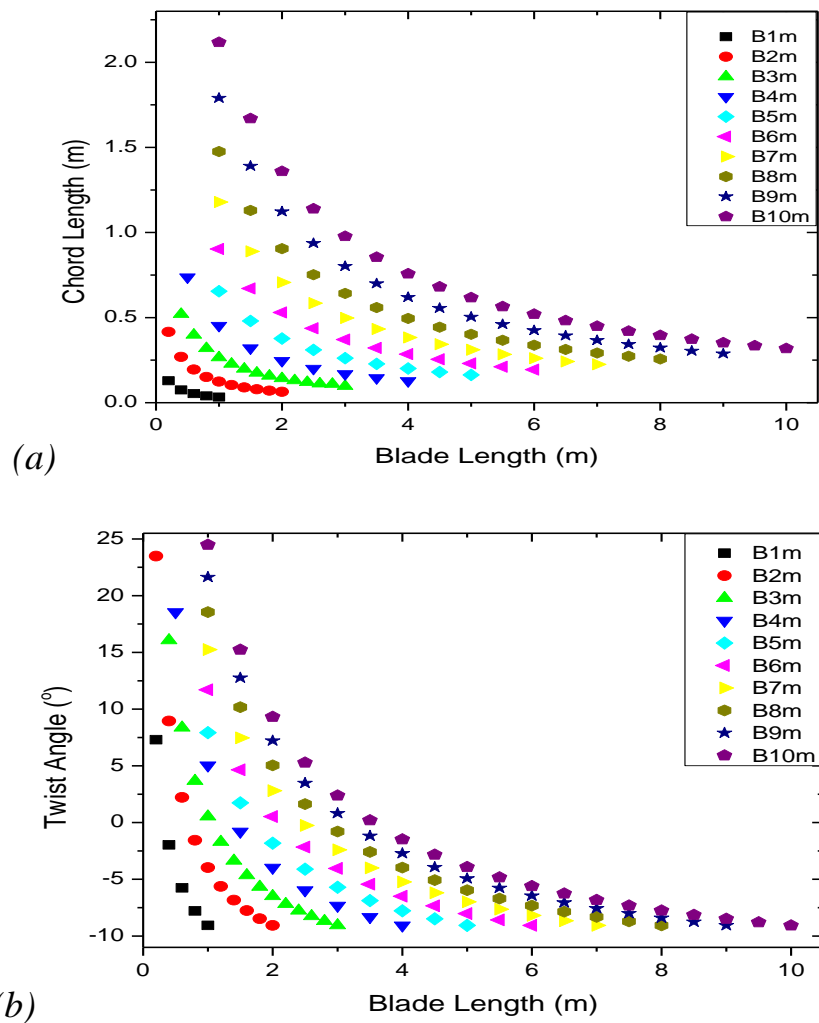 2.0
1.5
1.0
0.5
0.0
Chord Length (m)
B1m
B2m
B3m
B4m
B5m
B6m
B7m
B8m
B9m
B10m
0 2 4 6 8 10
Blade Length (m)
(a)
25
20
15
10
5
0
-5
-10
Twist Angle (°)
B1m
B2m
B3m
B4m
B5m
B6m
B7m
B8m
B9m
B10m
0 2 4 6 8 10
Blade Length (m)
(b)